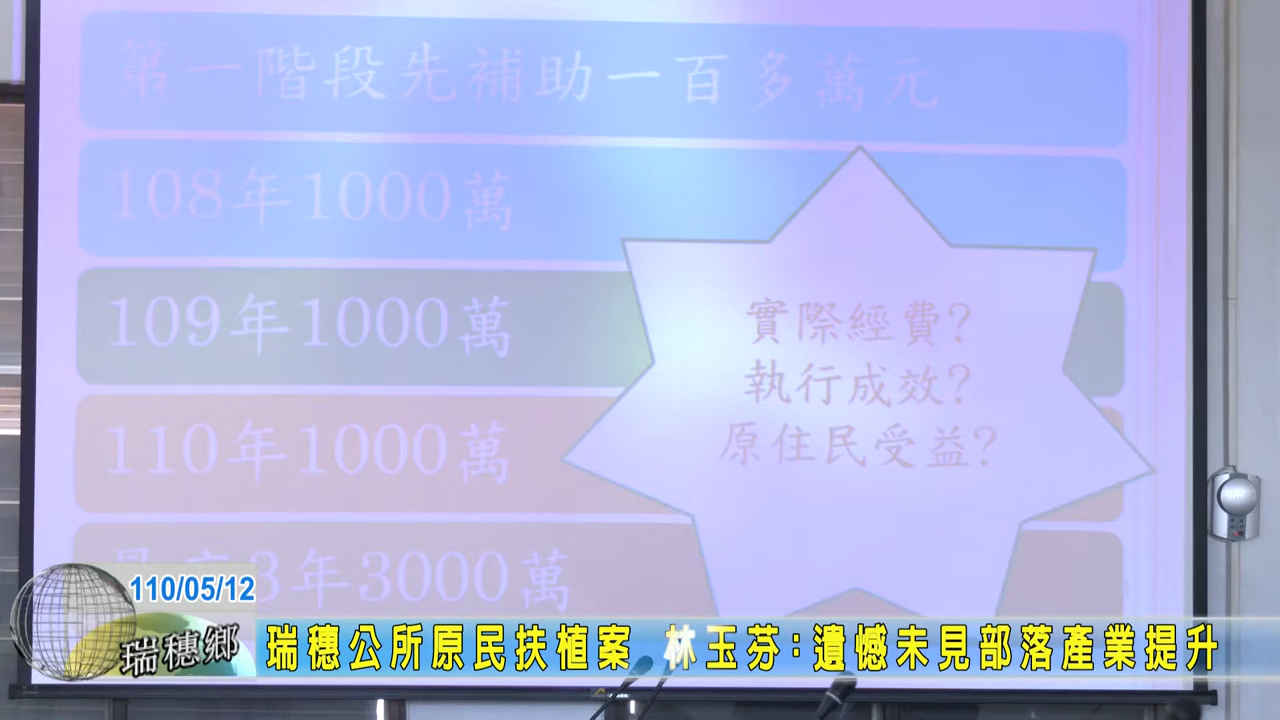 第一階段先補助一百多萬元
108年1000萬
109年1000萬
110年1000萬
最高3年3000萬
實際經費?
執行成效?
原住民受益?
110/05/12
瑞穗鄉
瑞穗公所原民扶植案 林玉芬:遺憾未見部落產業提升